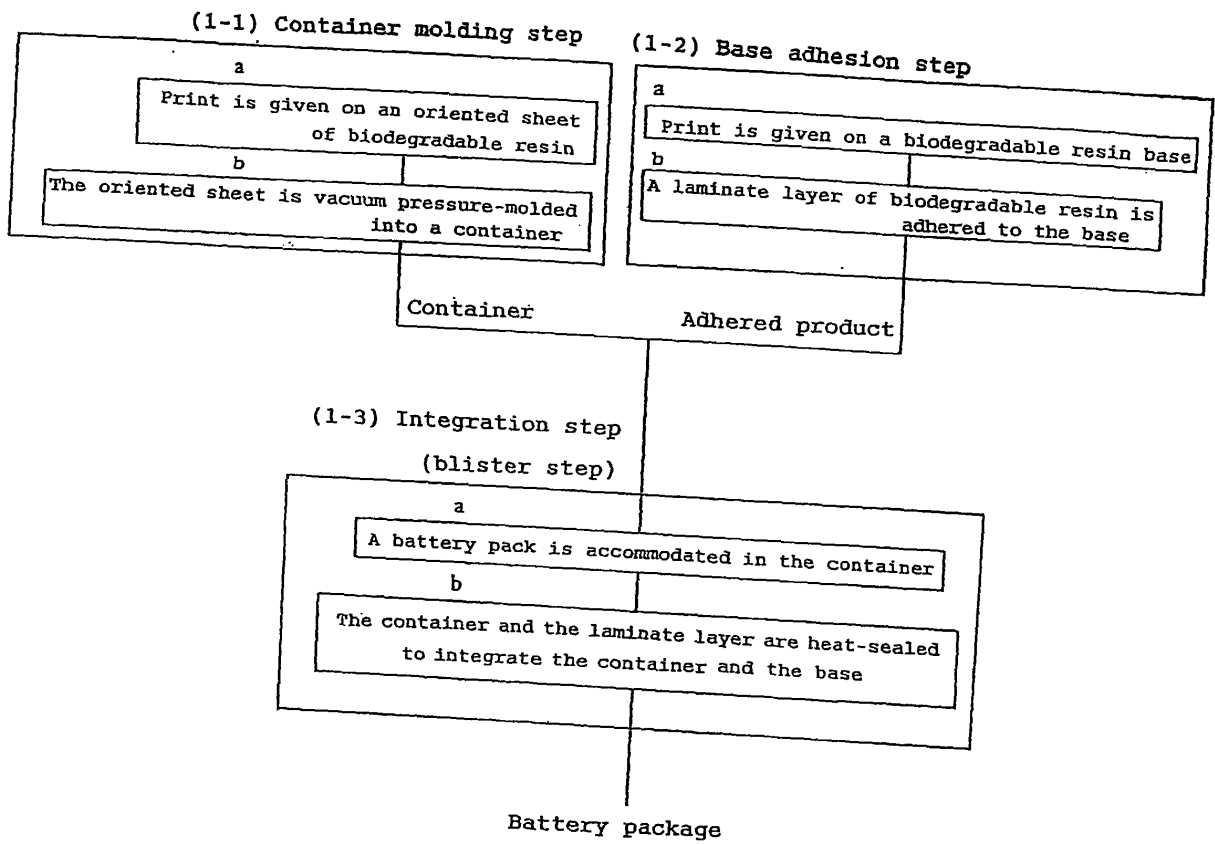 (1-1) Container molding step
a
Print is given on an oriented sheet
of biodegradable resin
b
The oriented sheet is vacuum pressure-molded
into a container
(1-2) Base adhesion step
a
Print is given on a biodegradable resin base
b
A laminate layer of biodegradable resin is
adhered to the base
Container
Adhered product
(1-3) Integration step
(blister step)
a
A battery pack is accommodated in the container
b
The container and the laminate layer are heat-sealed
to integrate the container and the base
Battery package